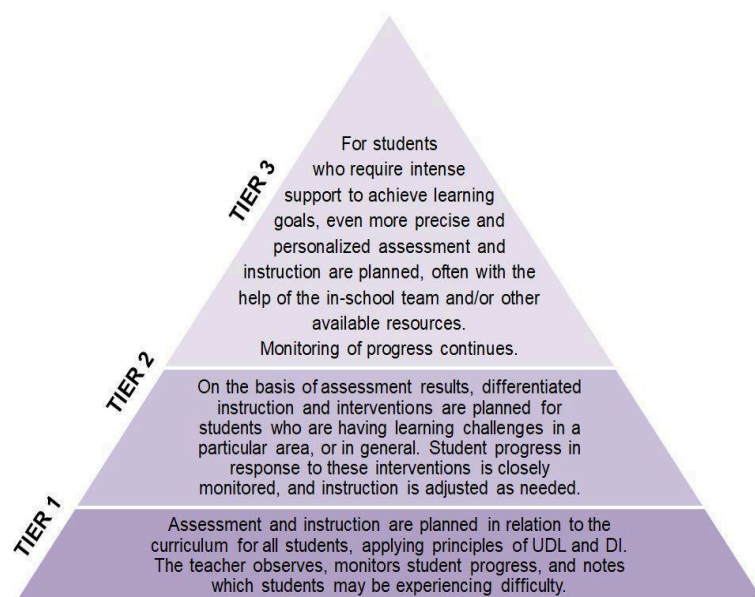 TIER 3
For students
who require intense
support to achieve learning
goals, even more precise and
personalized assessment and
instruction are planned, often with the
help of the in-school team and/or other
available resources.
Monitoring of progress continues.
TIER 2
On the basis of assessment results, differentiated
instruction and interventions are planned for
students who are having learning challenges in a
particular area, or in general. Student progress in
response to these interventions is closely
monitored, and instruction is adjusted as needed.
TIER 1
Assessment and instruction are planned in relation to the
curriculum for all students, applying principles of UDL and DI.
The teacher observes, monitors student progress, and notes
which students may be experiencing difficulty.